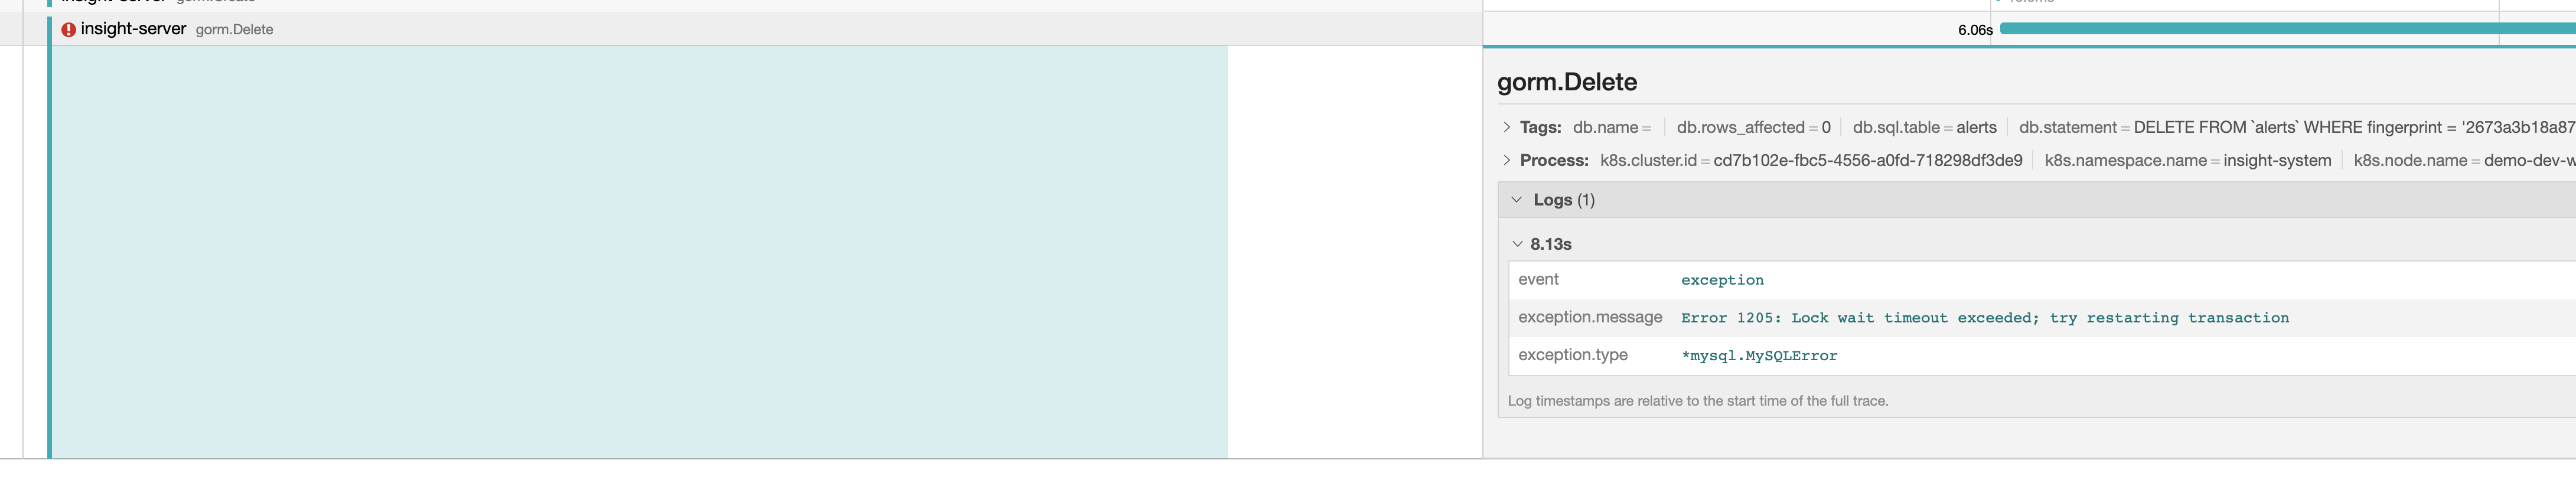 insight-server gorm.Create
insight-server gorm.Delete
6.06s
gorm.Delete
Tags: db.name = db.rows_affected = 0 db.sql.table = alerts db.statement = DELETE FROM `alerts` WHERE fingerprint = '2673a3b18a87
Process: k8s.cluster.id = cd7b102e-fbc5-4556-a0fd-718298df3de9 k8s.namespace.name = insight-system k8s.node.name = demo-dev-w
Logs (1)
8.13s
event exception
exception.message Error 1205: Lock wait timeout exceeded; try restarting transaction
exception.type *mysql.MySQLError
Log timestamps are relative to the start time of the full trace.